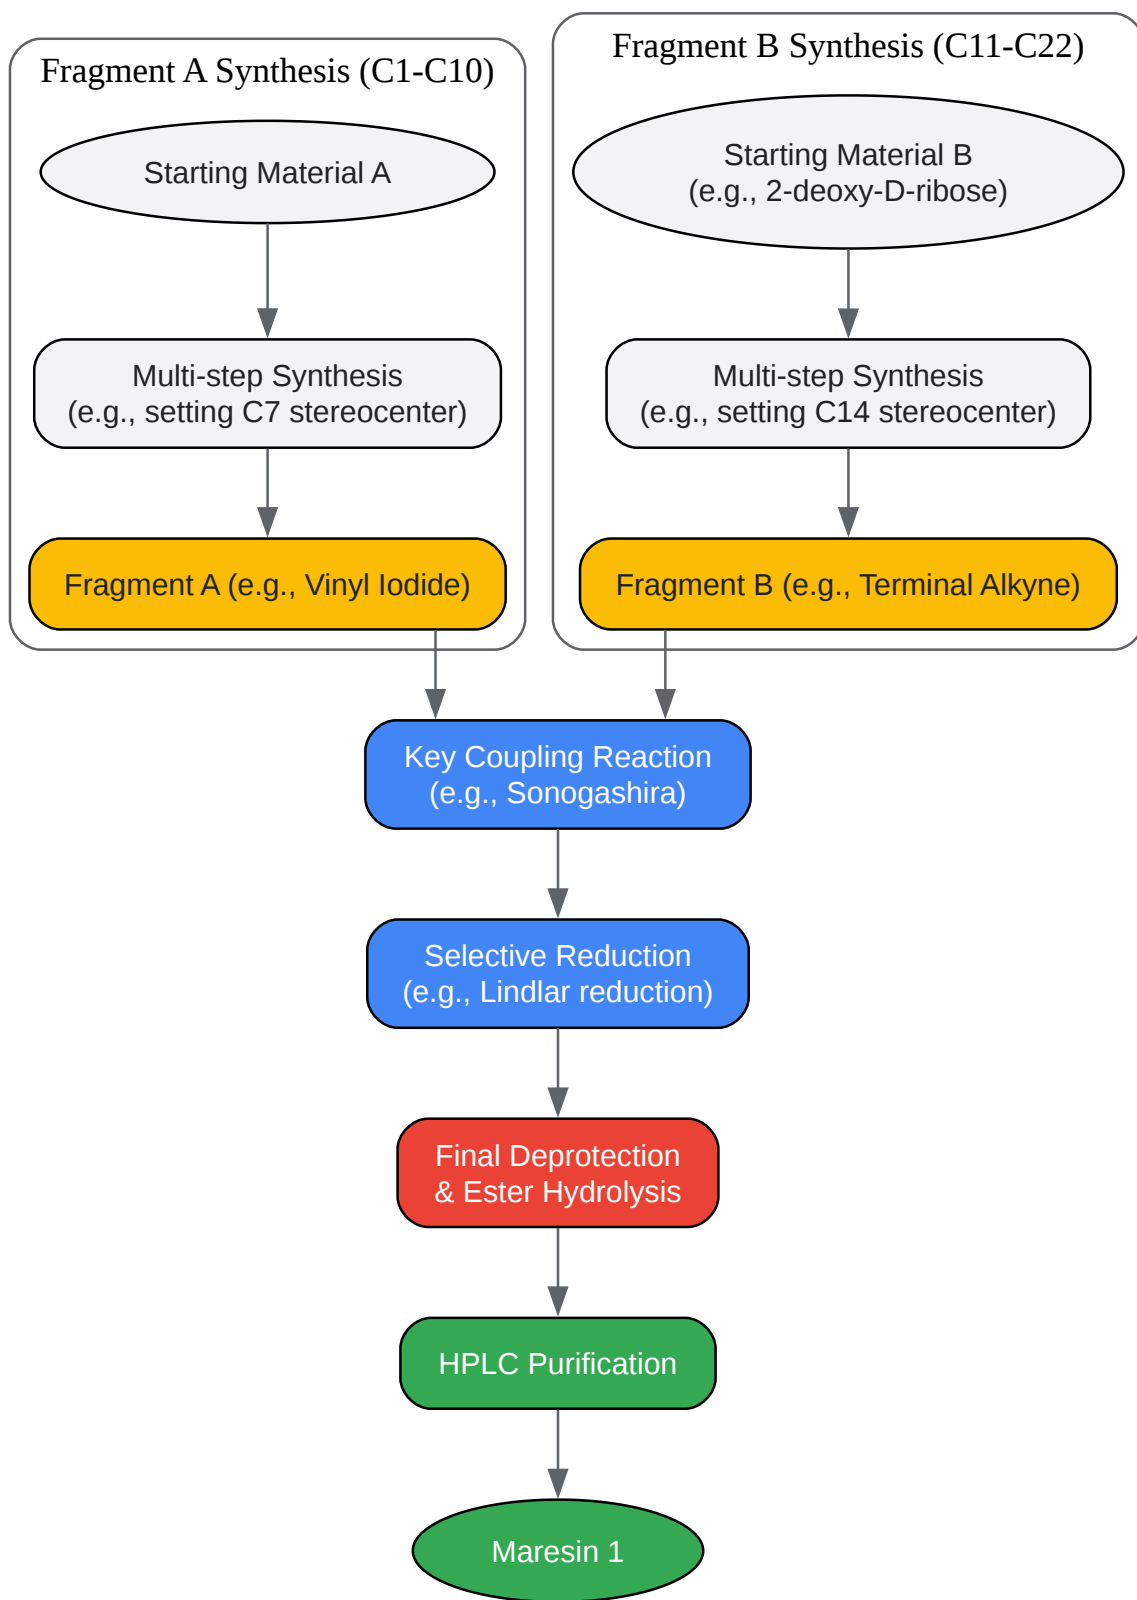 Fragment A Synthesis (C1-C10)
Starting Material A
Multi-step Synthesis
(e.g., setting C7 stereocenter)
Fragment A (e.g., Vinyl Iodide)
Fragment B Synthesis (C11-C22)
Starting Material B
(e.g., 2-deoxy-D-ribose)
Multi-step Synthesis
(e.g., setting C14 stereocenter)
Fragment B (e.g., Terminal Alkyne)
Key Coupling Reaction
(e.g., Sonogashira)
Selective Reduction
(e.g., Lindlar reduction)
Final Deprotection
& Ester Hydrolysis
HPLC Purification
Maresin 1